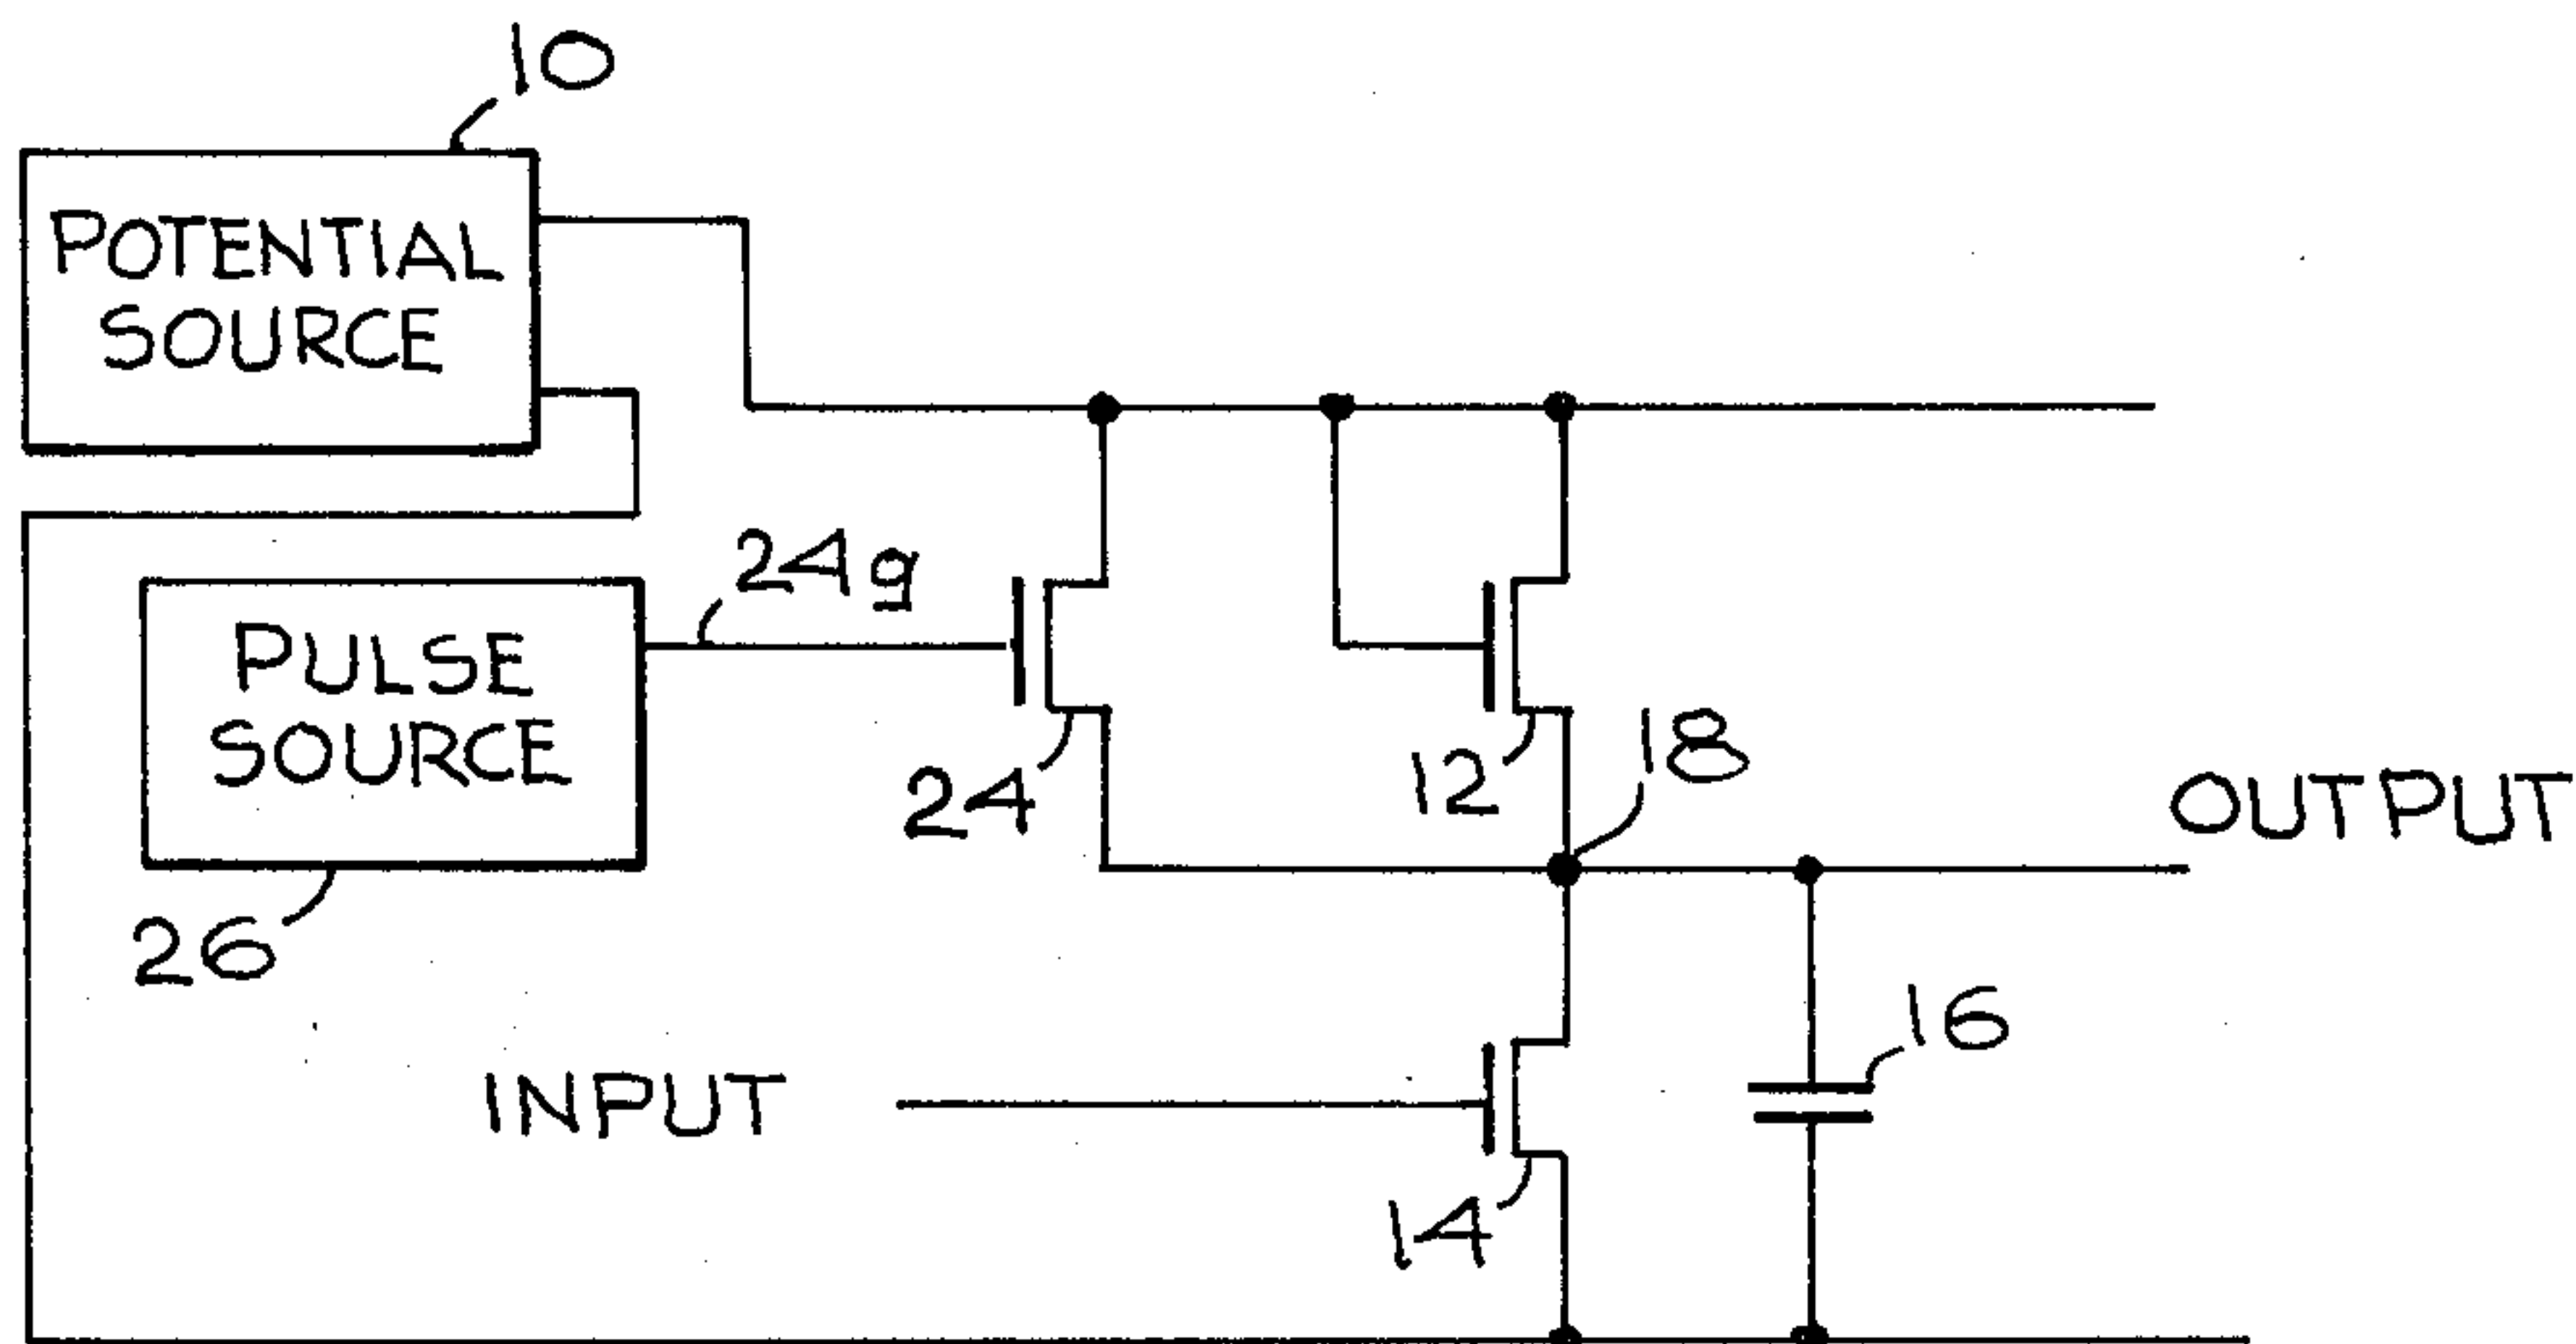 10
POTENTIAL
SOURCE
24g
PULSE
SOURCE
24
12
18
OUTPUT
26
16
INPUT
14